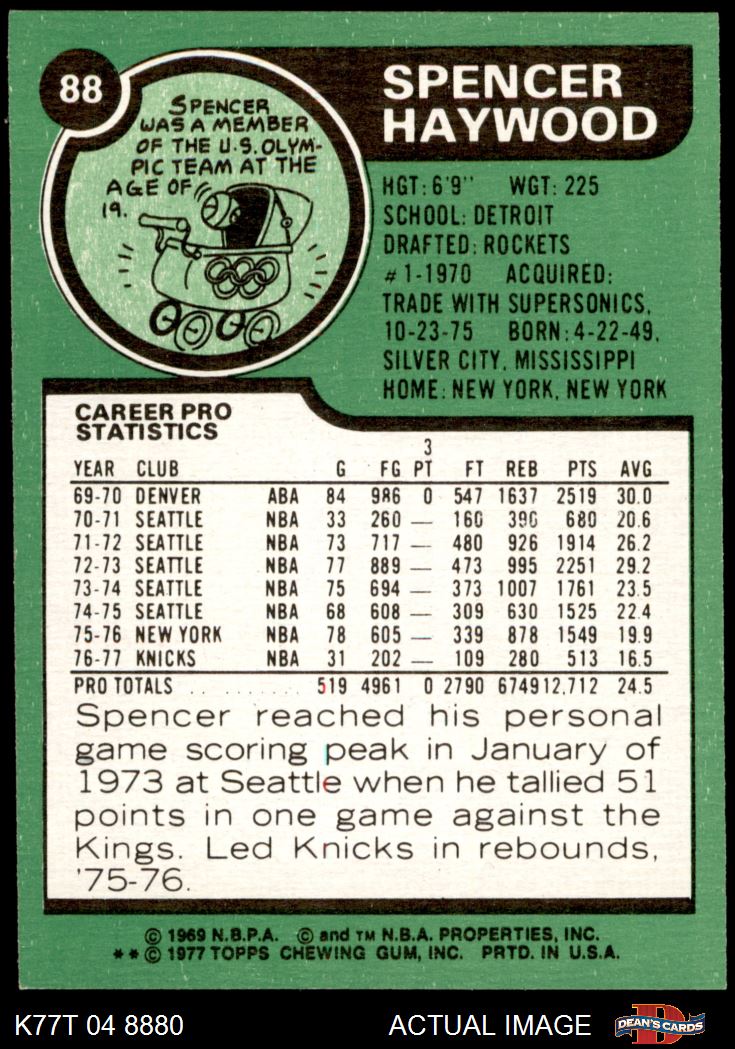 88
SPENCER
WAS A MEMBER
OF THE U.S. OLYM-
PIC TEAM AT THE
AGE OF
19.
SPENCER
HAYWOOD
HGT: 6'9" WGT: 225
SCHOOL: DETROIT
DRAFTED: ROCKETS
#1-1970 ACQUIRED:
TRADE WITH SUPERSONICS,
10-23-75 BORN: 4-22-49,
SILVER CITY, MISSISSIPPI
HOME: NEW YORK, NEW YORK
CAREER PRO
STATISTICS
YEAR CLUB G FG 3 PT FT REB PTS AVG
69-70 DENVER ABA 84 986 0 547 1637 2519 30.0
70-71 SEATTLE NBA 33 260 — 160 396 680 20.6
71-72 SEATTLE NBA 73 717 — 480 926 1914 26.2
72-73 SEATTLE NBA 77 889 — 473 995 2251 29.2
73-74 SEATTLE NBA 75 694 — 373 1007 1761 23.5
74-75 SEATTLE NBA 68 608 — 309 630 1525 22.4
75-76 NEW YORK NBA 78 605 — 339 878 1549 19.9
76-77 KNICKS NBA 31 202 — 109 280 513 16.5
PRO TOTALS . . . . . . . . . . . 519 4961 0 2790 6749 12,712 24.5
Spencer reached his personal
game scoring peak in January of
1973 at Seattle when he tallied 51
points in one game against the
Kings. Led Knicks in rebounds,
'75-76.
© 1969 N.B.P.A. © and TM N.B.A. PROPERTIES, INC.
** © 1977 TOPPS CHEWING GUM, INC. PRTD. IN U.S.A.
K77T 04 8880 ACTUAL IMAGE D DEAN'S CARDS